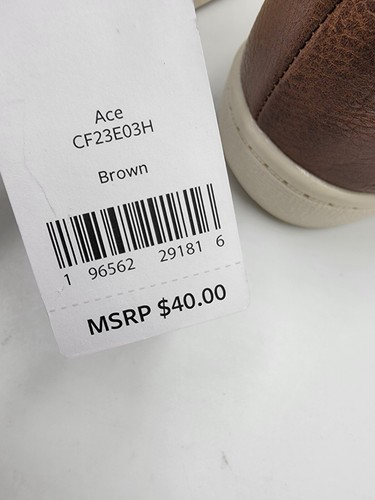 Ace
CF23E03H
Brown
1 96562 29181 6
MSRP $40.00